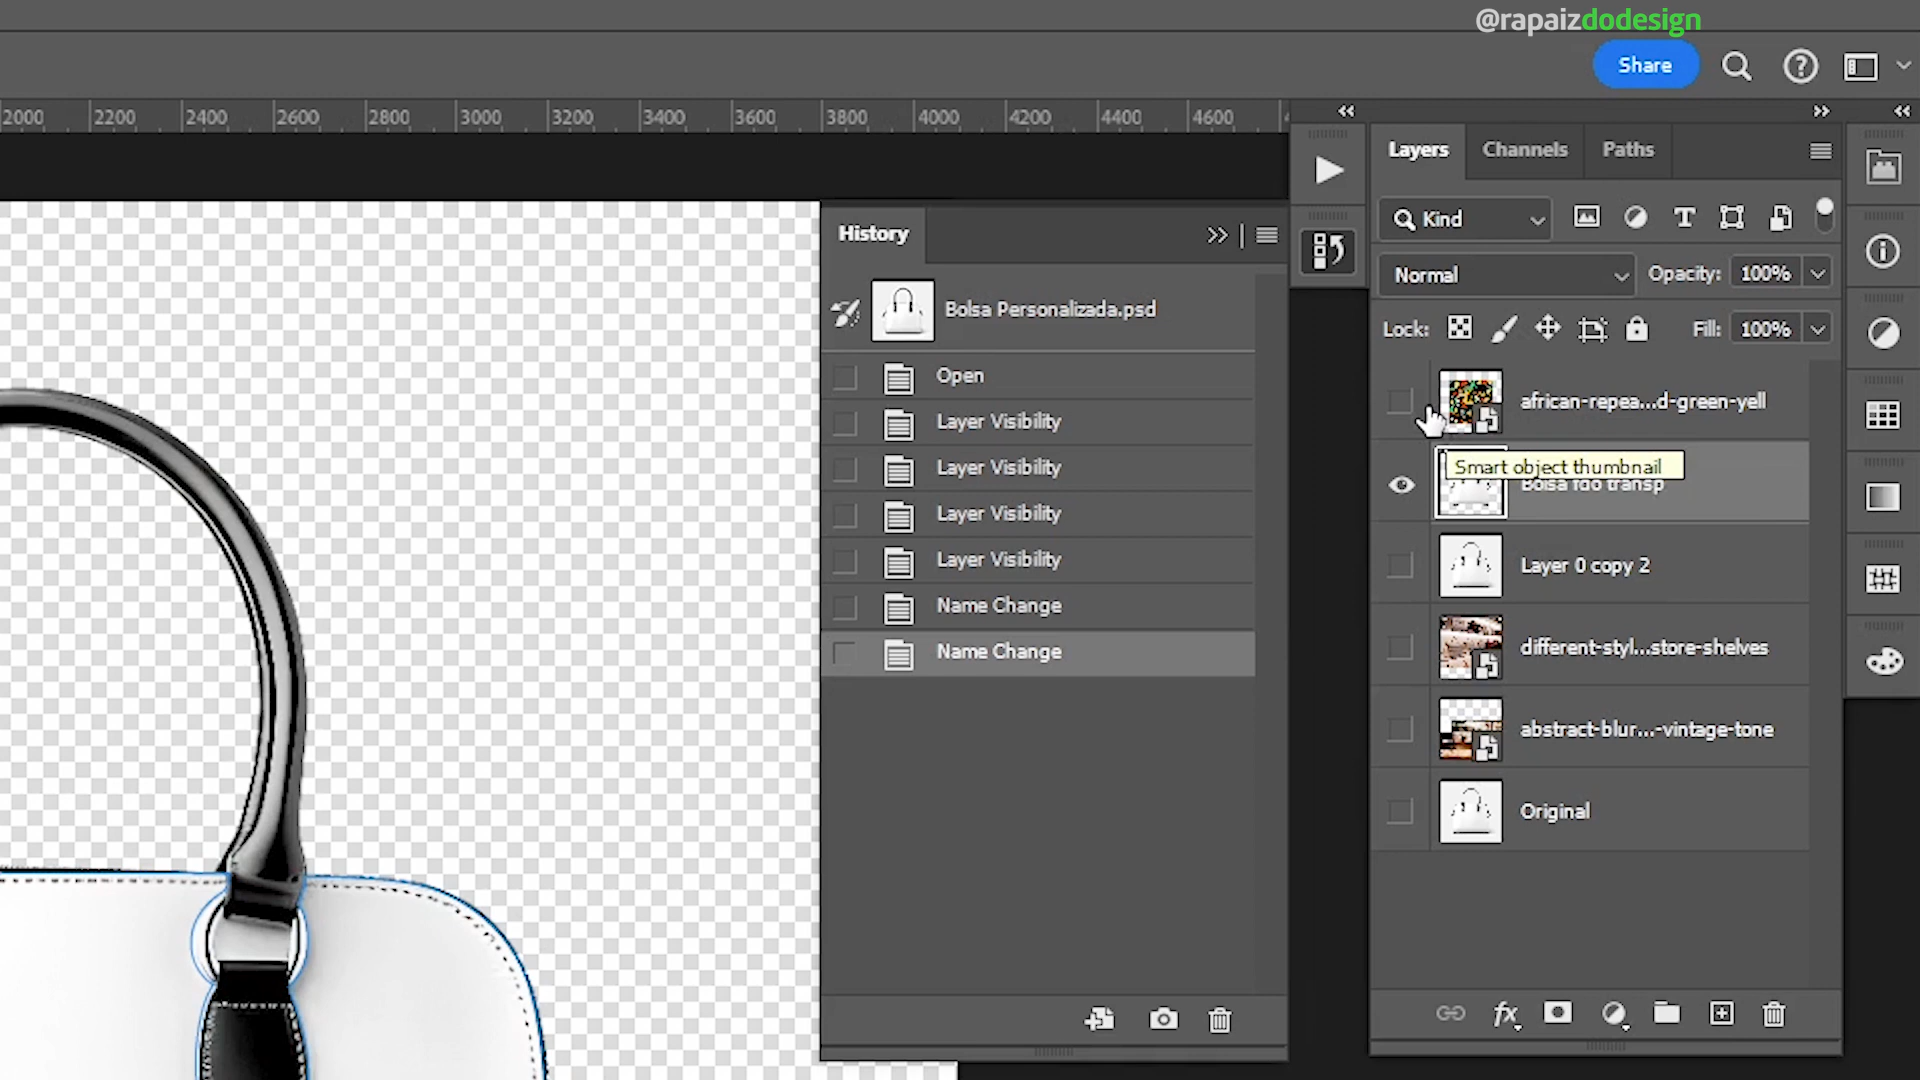 @rapaizdodesign
Share
2000 2200 2400 2600 2800 3000 3200 3400 3600 3800 4000 4200 4400 4600
Layers Channels Paths
History
Kind
Normal Opacity: 100%
Lock: Fill: 100%
Bolsa Personalizada.psd
Open
Layer Visibility
Layer Visibility
Layer Visibility
Layer Visibility
Name Change
Name Change
african-repea...d-green-yell
Smart object thumbnail
Bolsa fdo transp
Layer 0 copy 2
different-styl...store-shelves
abstract-blur...-vintage-tone
Original